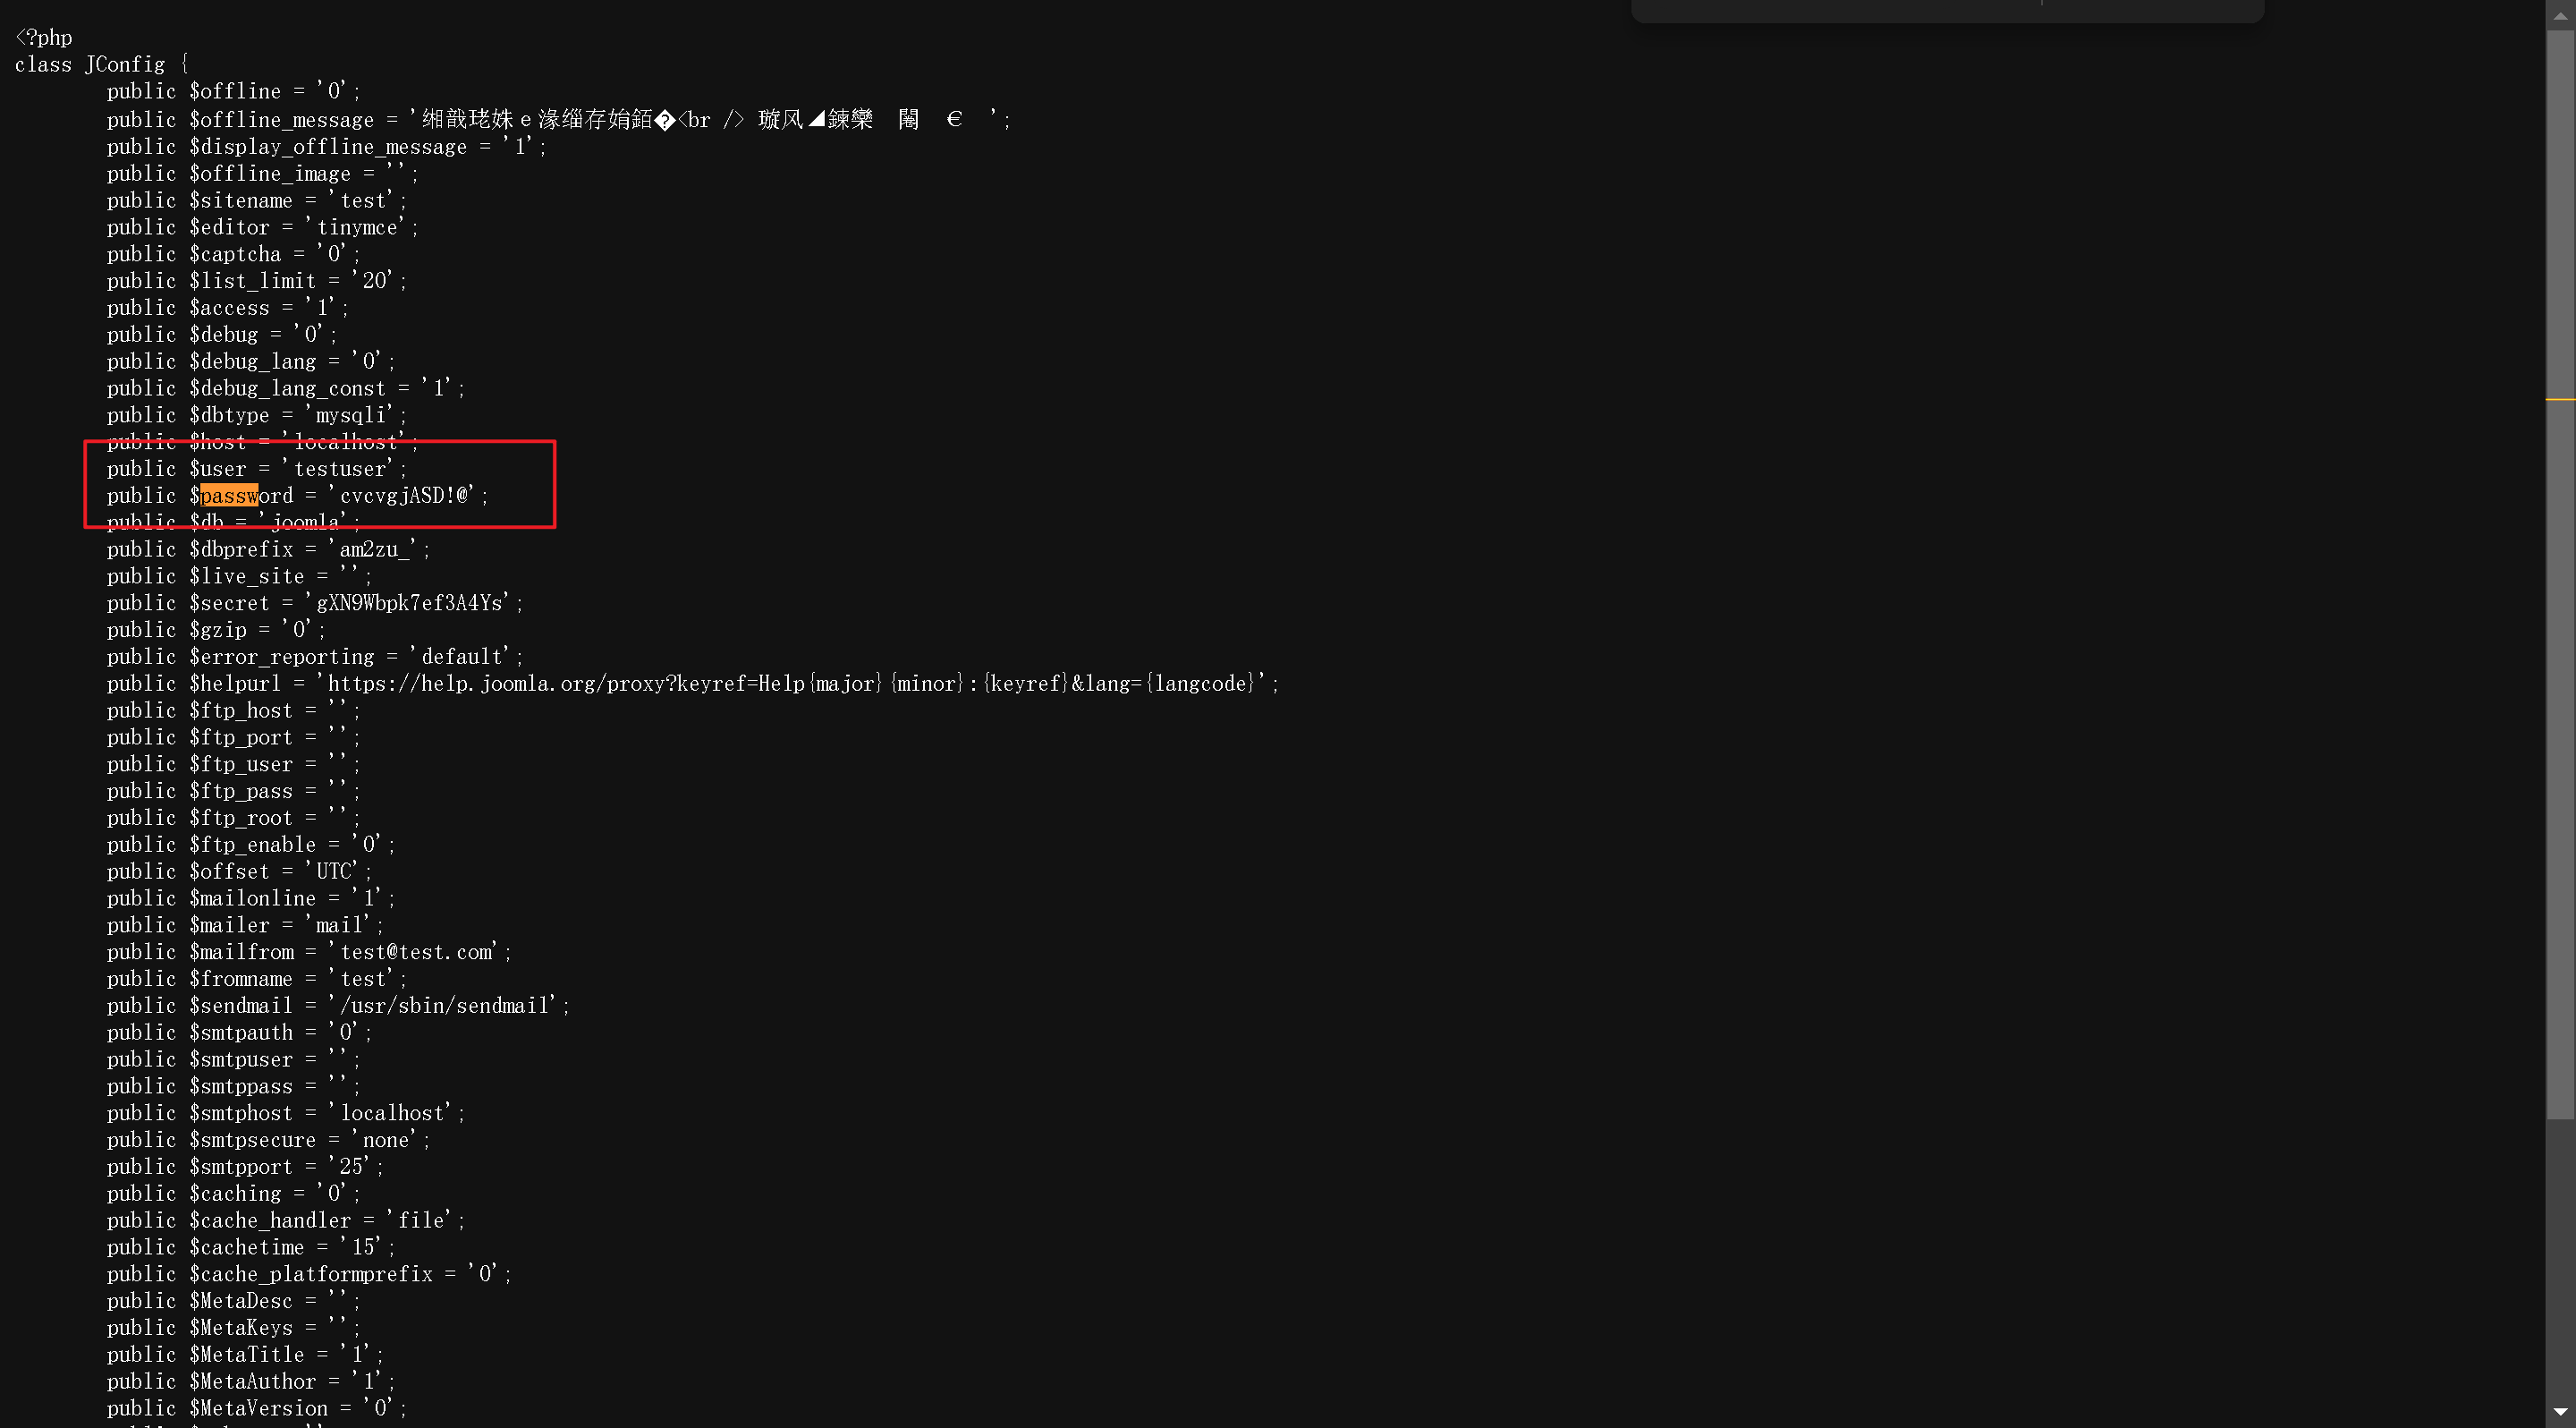 <?php
class JConfig {
public $offline = '0';
public $offline_message = '缃戠珯姝ｅ湪缁存姢銆�<br /> 璇风◢鍊欒 闂 € ';
public $display_offline_message = '1';
public $offline_image = '';
public $sitename = 'test';
public $editor = 'tinymce';
public $captcha = '0';
public $list_limit = '20';
public $access = '1';
public $debug = '0';
public $debug_lang = '0';
public $debug_lang_const = '1';
public $dbtype = 'mysqli';
public $host = 'localhost';
public $user = 'testuser';
public $password = 'cvcvgjASD!@';
public $db = 'joomla';
public $dbprefix = 'am2zu_';
public $live_site = '';
public $secret = 'gXN9Wbpk7ef3A4Ys';
public $gzip = '0';
public $error_reporting = 'default';
public $helpurl = 'https://help.joomla.org/proxy?keyref=Help{major}{minor}:{keyref}&lang={langcode}';
public $ftp_host = '';
public $ftp_port = '';
public $ftp_user = '';
public $ftp_pass = '';
public $ftp_root = '';
public $ftp_enable = '0';
public $offset = 'UTC';
public $mailonline = '1';
public $mailer = 'mail';
public $mailfrom = 'test@test.com';
public $fromname = 'test';
public $sendmail = '/usr/sbin/sendmail';
public $smtpauth = '0';
public $smtpuser = '';
public $smtppass = '';
public $smtphost = 'localhost';
public $smtpsecure = 'none';
public $smtpport = '25';
public $caching = '0';
public $cache_handler = 'file';
public $cachetime = '15';
public $cache_platformprefix = '0';
public $MetaDesc = '';
public $MetaKeys = '';
public $MetaTitle = '1';
public $MetaAuthor = '1';
public $MetaVersion = '0';